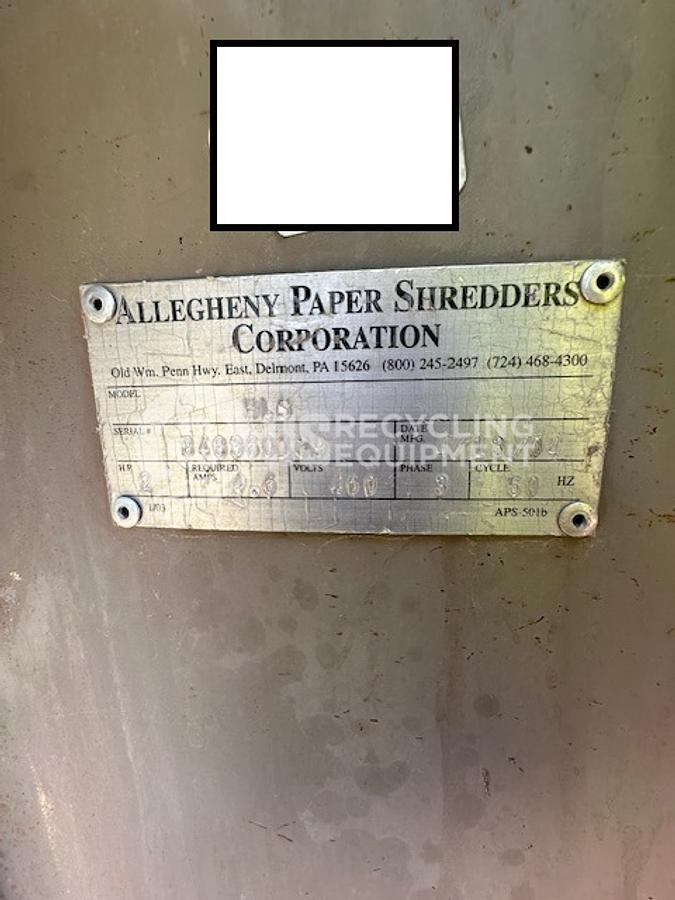 ALLEGHENY PAPER SHREDDERS
CORPORATION
Old Wm. Penn Hwy. East, Delmont, PA 15626 (800) 245-2497 (724) 468-4300
MODEL
SERIAL # DATE MFG.
RECYCLING
EQUIPMENT
H.P. 2 REQUIRED AMPS. VOLTS 460 PHASE 3 CYCLE 60 HZ
1/03 APS-501b